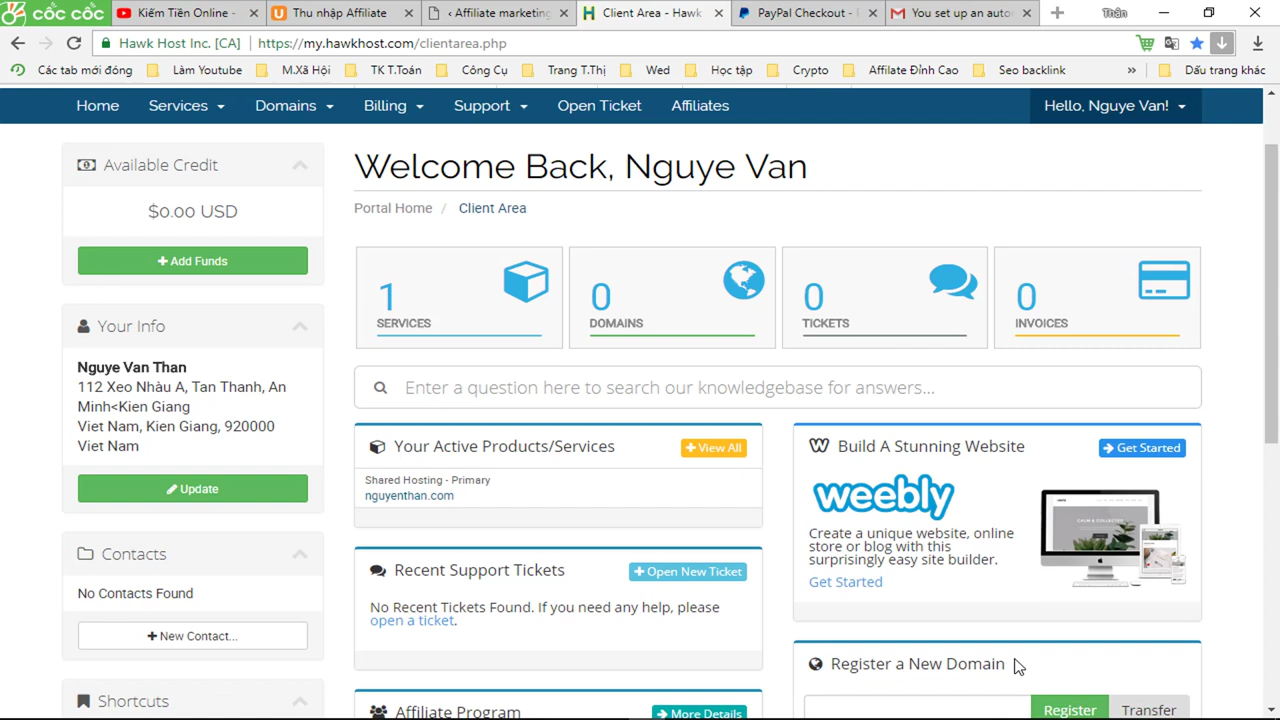 cốc cốc
Kiếm Tiền Online -
Thu nhập Affiliate
Affiliate marketing
Client Area - Hawk
PayPal Checkout -
You set up an auto
Thân
Hawk Host Inc. [CA]
https://my.hawkhost.com/clientarea.php
Các tab mới đóng
Làm Youtube
M.Xã Hội
TK T.Toán
Công Cụ
Trang T.Thị
Wed
Học tập
Crypto
Affilate Đỉnh Cao
Seo backlink
»
Dấu trang khác
Home
Services
Domains
Billing
Support
Open Ticket
Affiliates
Hello, Nguye Van!
Available Credit
$0.00 USD
+ Add Funds
Your Info
Nguye Van Than
112 Xeo Nhàu A, Tan Thanh, An
Minh<Kien Giang
Viet Nam, Kien Giang, 920000
Viet Nam
Update
Contacts
No Contacts Found
+ New Contact...
Shortcuts
Welcome Back, Nguye Van
Portal Home / Client Area
1
SERVICES
0
DOMAINS
0
TICKETS
0
INVOICES
Enter a question here to search our knowledgebase for answers...
Your Active Products/Services
+ View All
Shared Hosting - Primary
nguyenthan.com
Recent Support Tickets
+ Open New Ticket
No Recent Tickets Found. If you need any help, please
open a ticket.
Affiliate Program
More Details
Build A Stunning Website
Get Started
weebly
Create a unique website, online
store or blog with this
surprisingly easy site builder.
Get Started
Register a New Domain
Register
Transfer